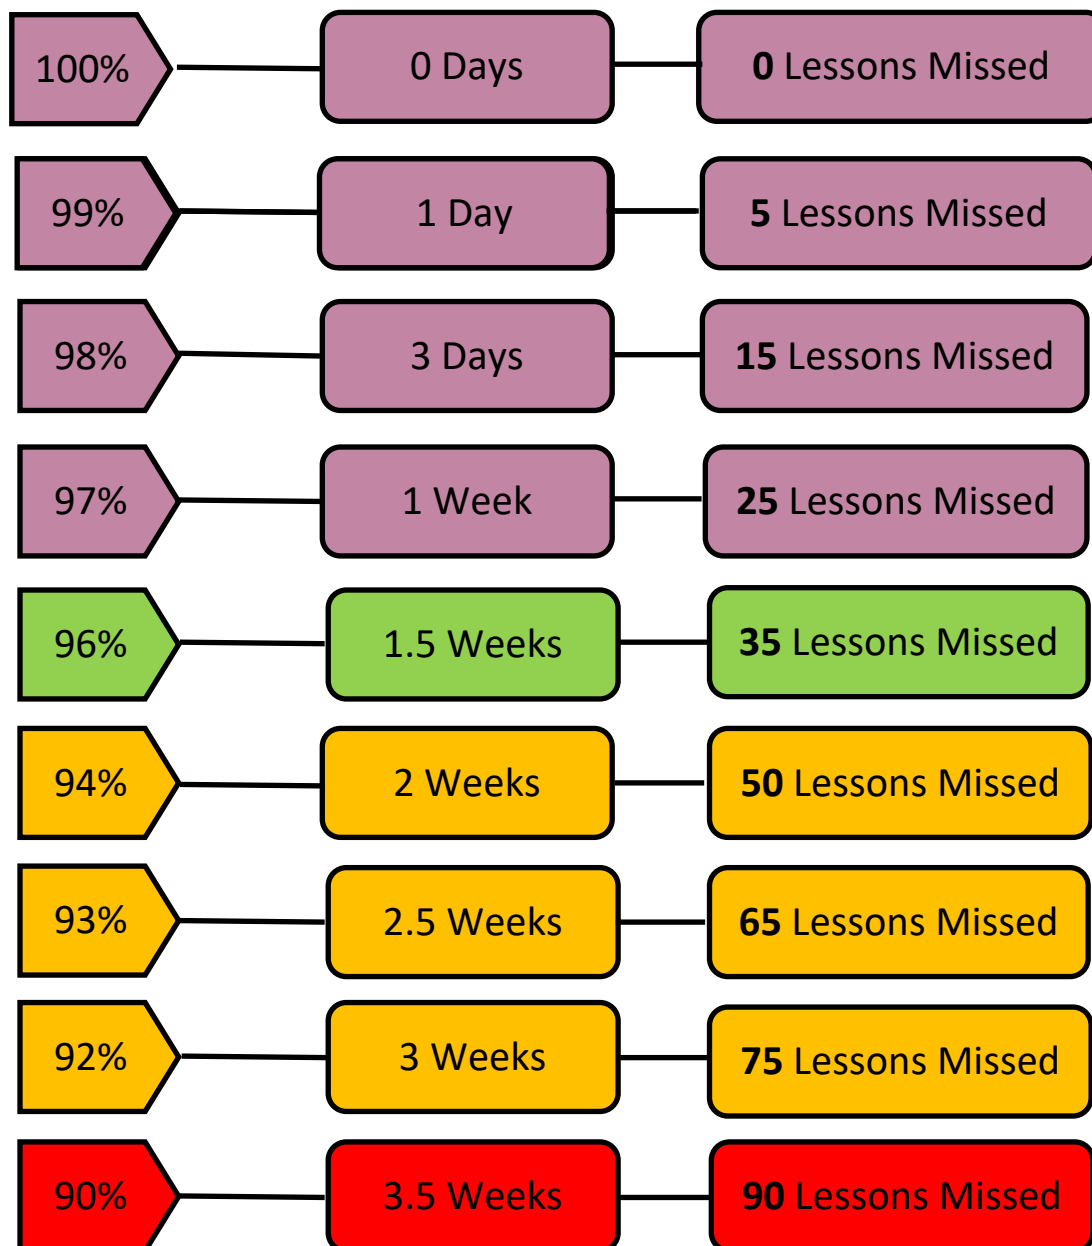 100% 0 Days 0 Lessons Missed
99% 1 Day 5 Lessons Missed
98% 3 Days 15 Lessons Missed
97% 1 Week 25 Lessons Missed
96% 1.5 Weeks 35 Lessons Missed
94% 2 Weeks 50 Lessons Missed
93% 2.5 Weeks 65 Lessons Missed
92% 3 Weeks 75 Lessons Missed
90% 3.5 Weeks 90 Lessons Missed